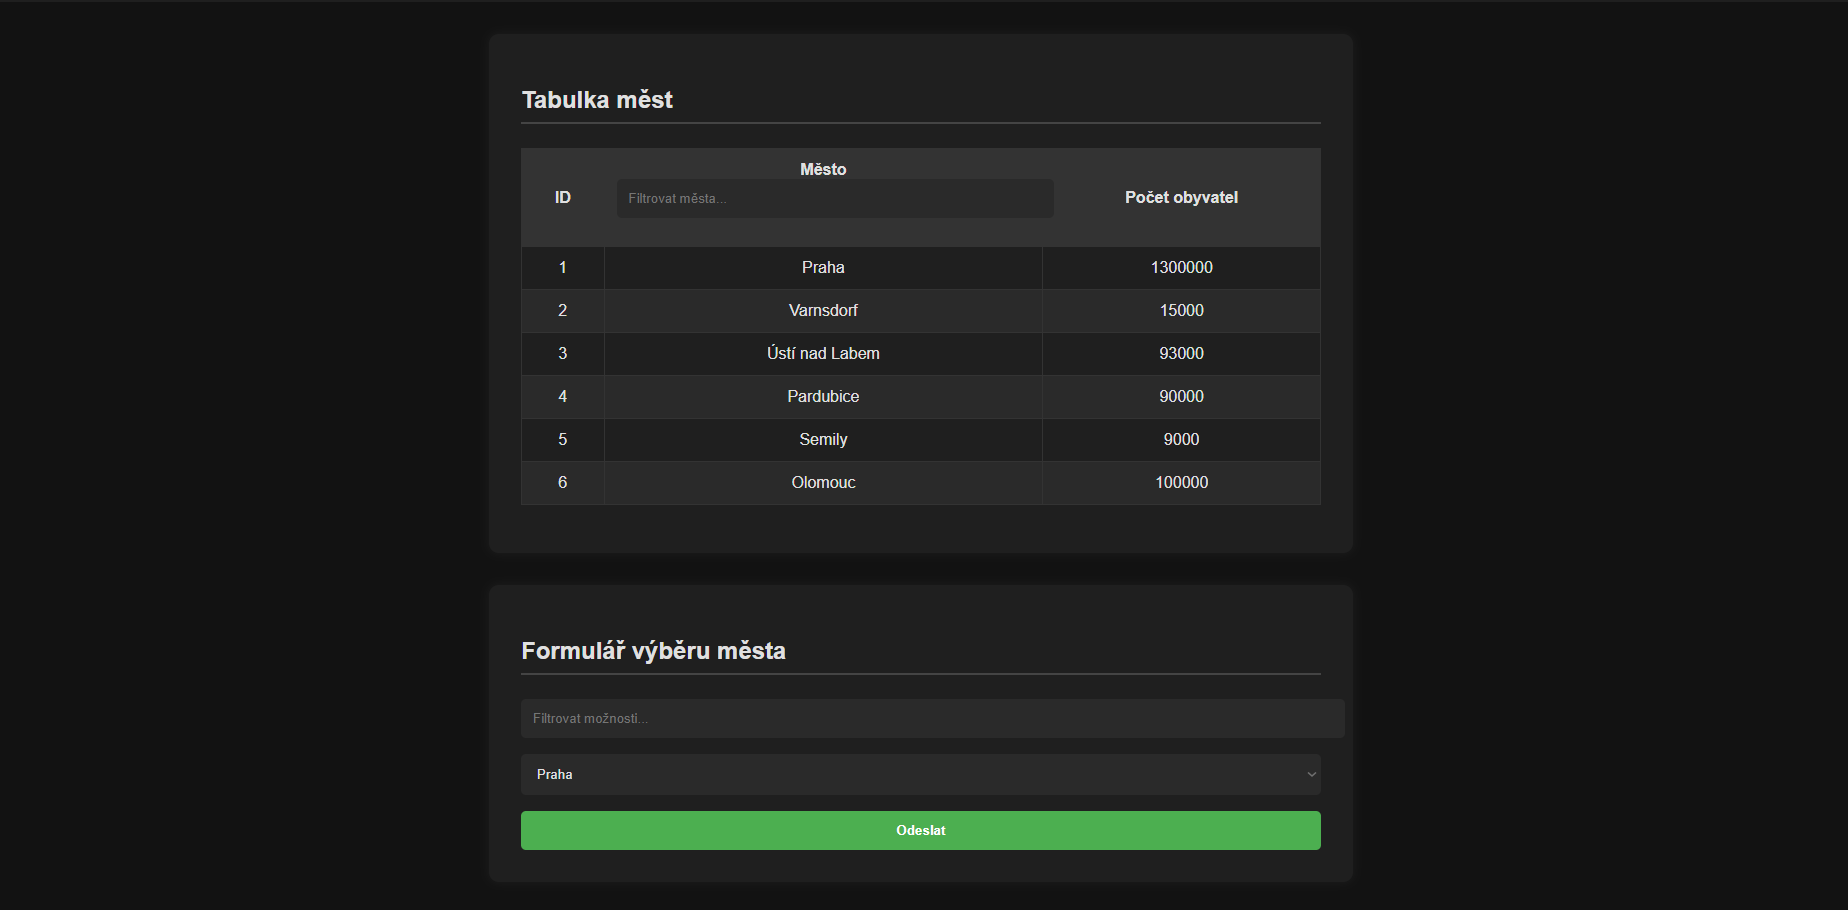 Tabulka měst
Město
ID
Filtrovat města...
Počet obyvatel
1 Praha 1300000
2 Varnsdorf 15000
3 Ústí nad Labem 93000
4 Pardubice 90000
5 Semily 9000
6 Olomouc 100000
Formulář výběru města
Filtrovat možnosti...
Praha
Odeslat